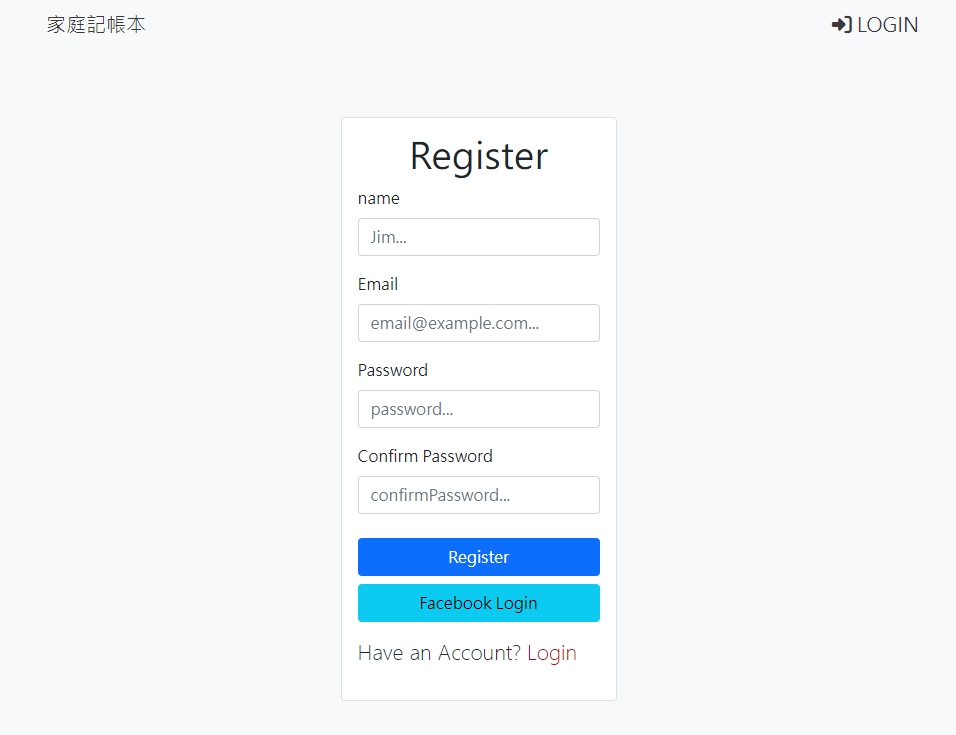 家庭記帳本
LOGIN
Register
name
Jim...
Email
email@example.com...
Password
password...
Confirm Password
confirmPassword...
Register
Facebook Login
Have an Account? Login